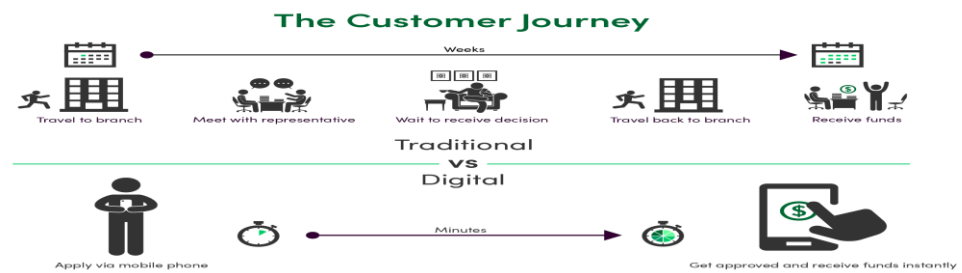 The Customer Journey
Weeks
Travel to branch
Meet with representative
Wait to receive decision
Travel back to branch
Receive funds
Traditional
vs
Digital
Minutes
Apply via mobile phone
Get approved and receive funds instantly